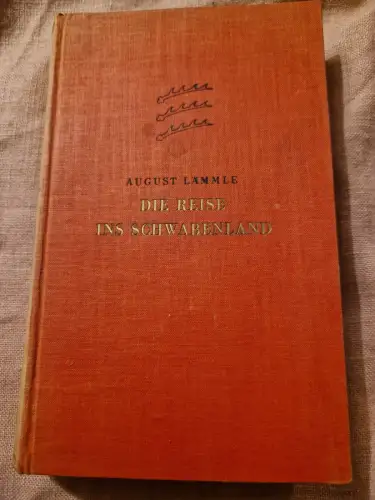 AUGUST LÄMMLE
DIE REISE
INS SCHWABENLAND